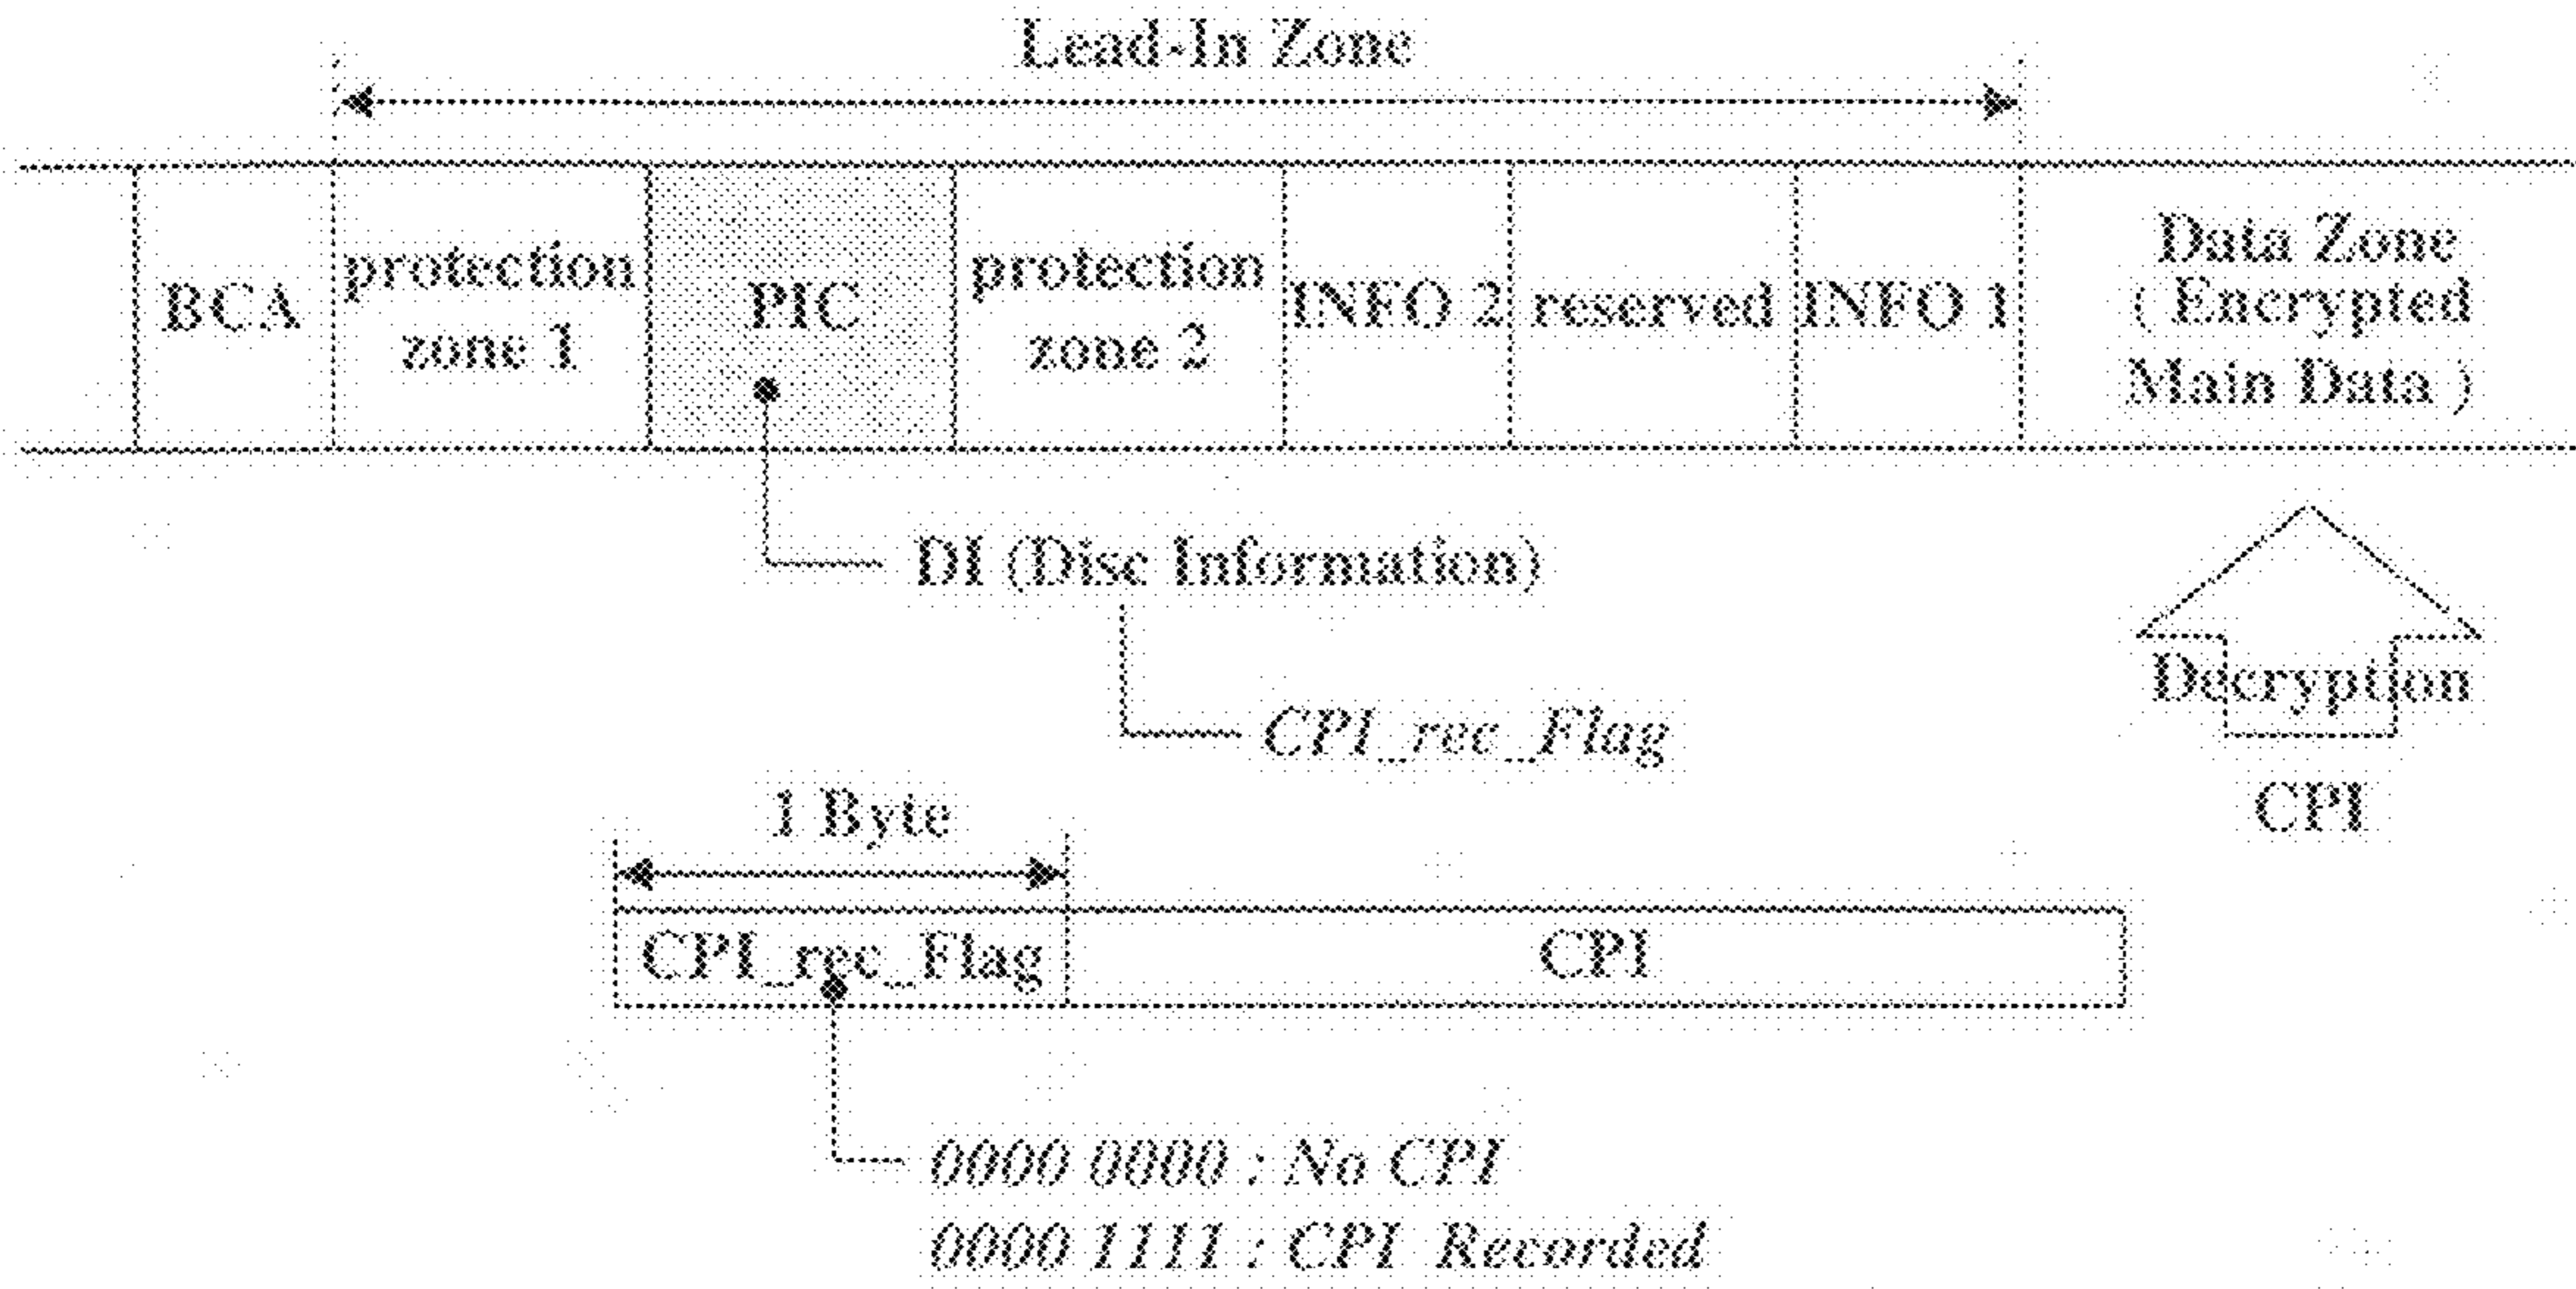 Lead-In Zone
BCA
protection
zone 1
PIC
protection
zone 2
INFO 2
reserved
INFO 1
Data Zone
( Encrypted
Main Data )
DI (Disc Information)
CPI_rec_Flag
Decryption
CPI
1 Byte
CPI_rec_Flag
CPI
0000 0000 : No CPI
0000 1111 : CPI Recorded